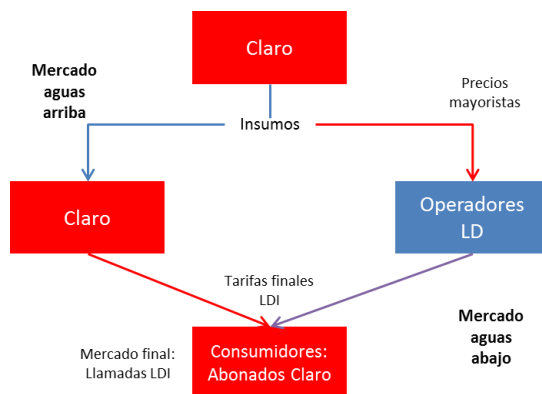 Claro
Mercado
aguas
arriba
Precios
mayoristas
Insumos
Claro
Operadores
LD
Tarifas finales
LDI
Mercado
aguas
abajo
Mercado final:
Llamadas LDI
Consumidores:
Abonados Claro